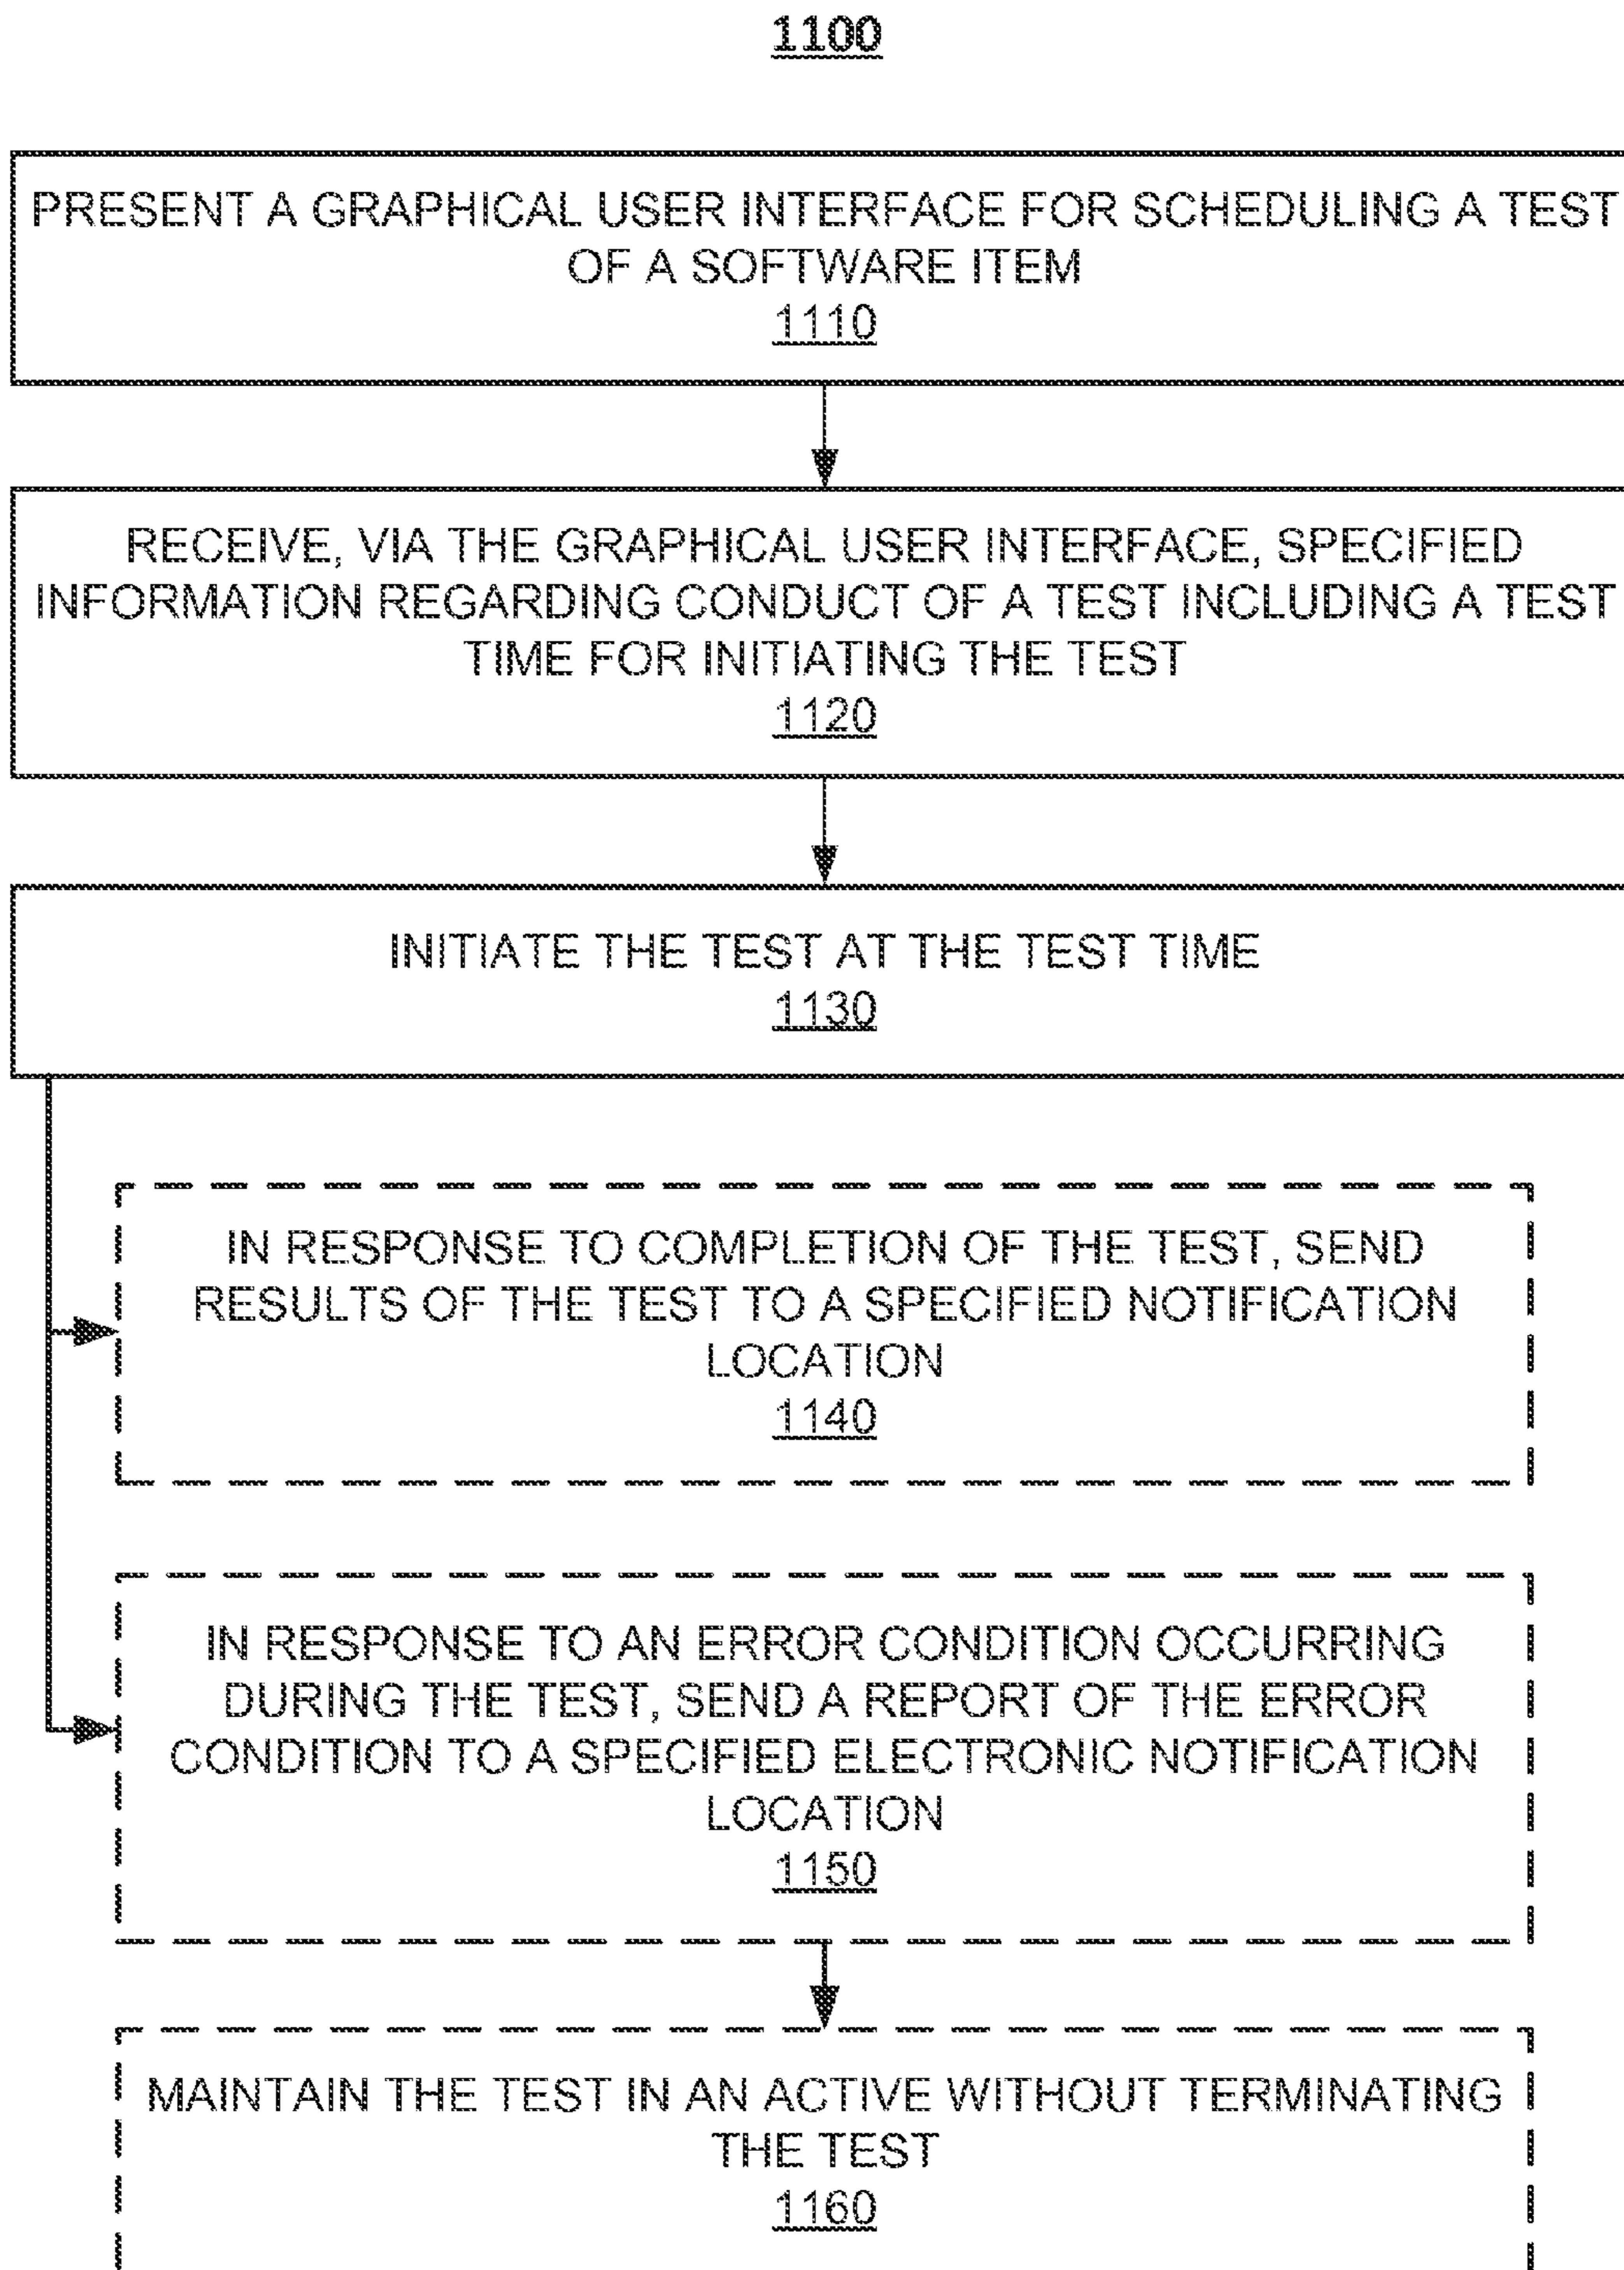 1100
PRESENT A GRAPHICAL USER INTERFACE FOR SCHEDULING A TEST
OF A SOFTWARE ITEM
1110
RECEIVE, VIA THE GRAPHICAL USER INTERFACE, SPECIFIED
INFORMATION REGARDING CONDUCT OF A TEST INCLUDING A TEST
TIME FOR INITIATING THE TEST
1120
INITIATE THE TEST AT THE TEST TIME
1130
IN RESPONSE TO COMPLETION OF THE TEST, SEND
RESULTS OF THE TEST TO A SPECIFIED NOTIFICATION
LOCATION
1140
IN RESPONSE TO AN ERROR CONDITION OCCURRING
DURING THE TEST, SEND A REPORT OF THE ERROR
CONDITION TO A SPECIFIED ELECTRONIC NOTIFICATION
LOCATION
1150
MAINTAIN THE TEST IN AN ACTIVE WITHOUT TERMINATING
THE TEST
1160